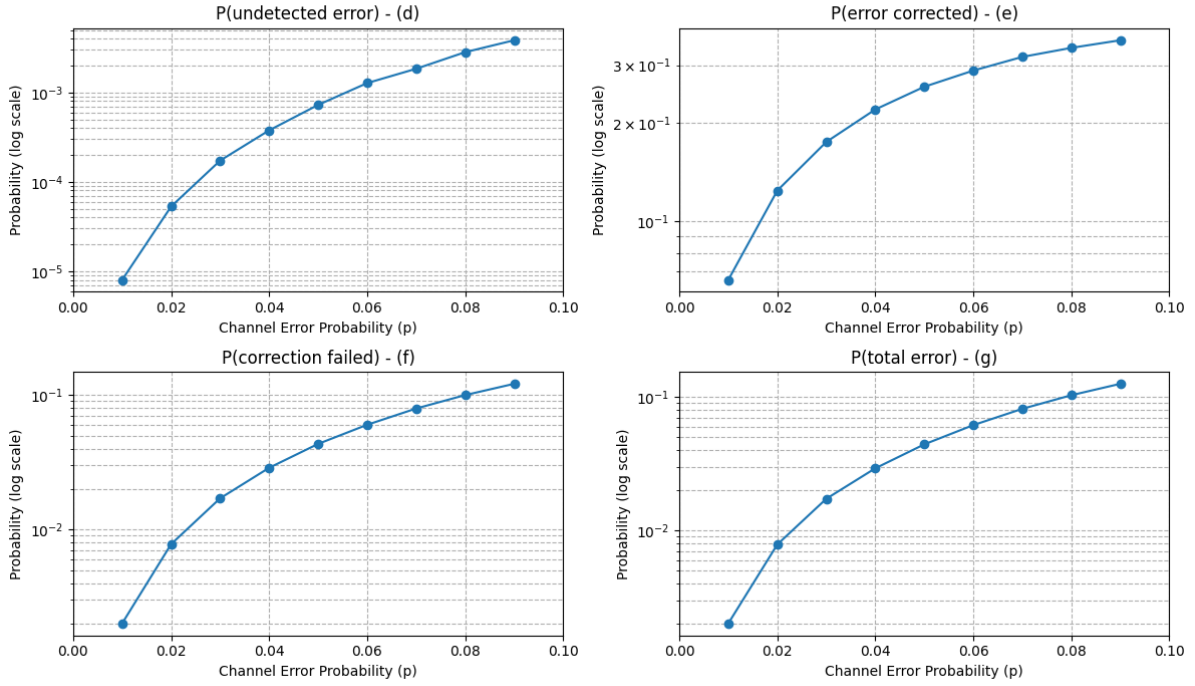 P(undetected error) - (d)
Probability (log scale)
10⁻³
10⁻⁴
10⁻⁵
0.00 0.02 0.04 0.06 0.08 0.10
Channel Error Probability (p)
P(error corrected) - (e)
Probability (log scale)
3 × 10⁻¹
2 × 10⁻¹
10⁻¹
0.00 0.02 0.04 0.06 0.08 0.10
Channel Error Probability (p)
P(correction failed) - (f)
Probability (log scale)
10⁻¹
10⁻²
0.00 0.02 0.04 0.06 0.08 0.10
Channel Error Probability (p)
P(total error) - (g)
Probability (log scale)
10⁻¹
10⁻²
0.00 0.02 0.04 0.06 0.08 0.10
Channel Error Probability (p)